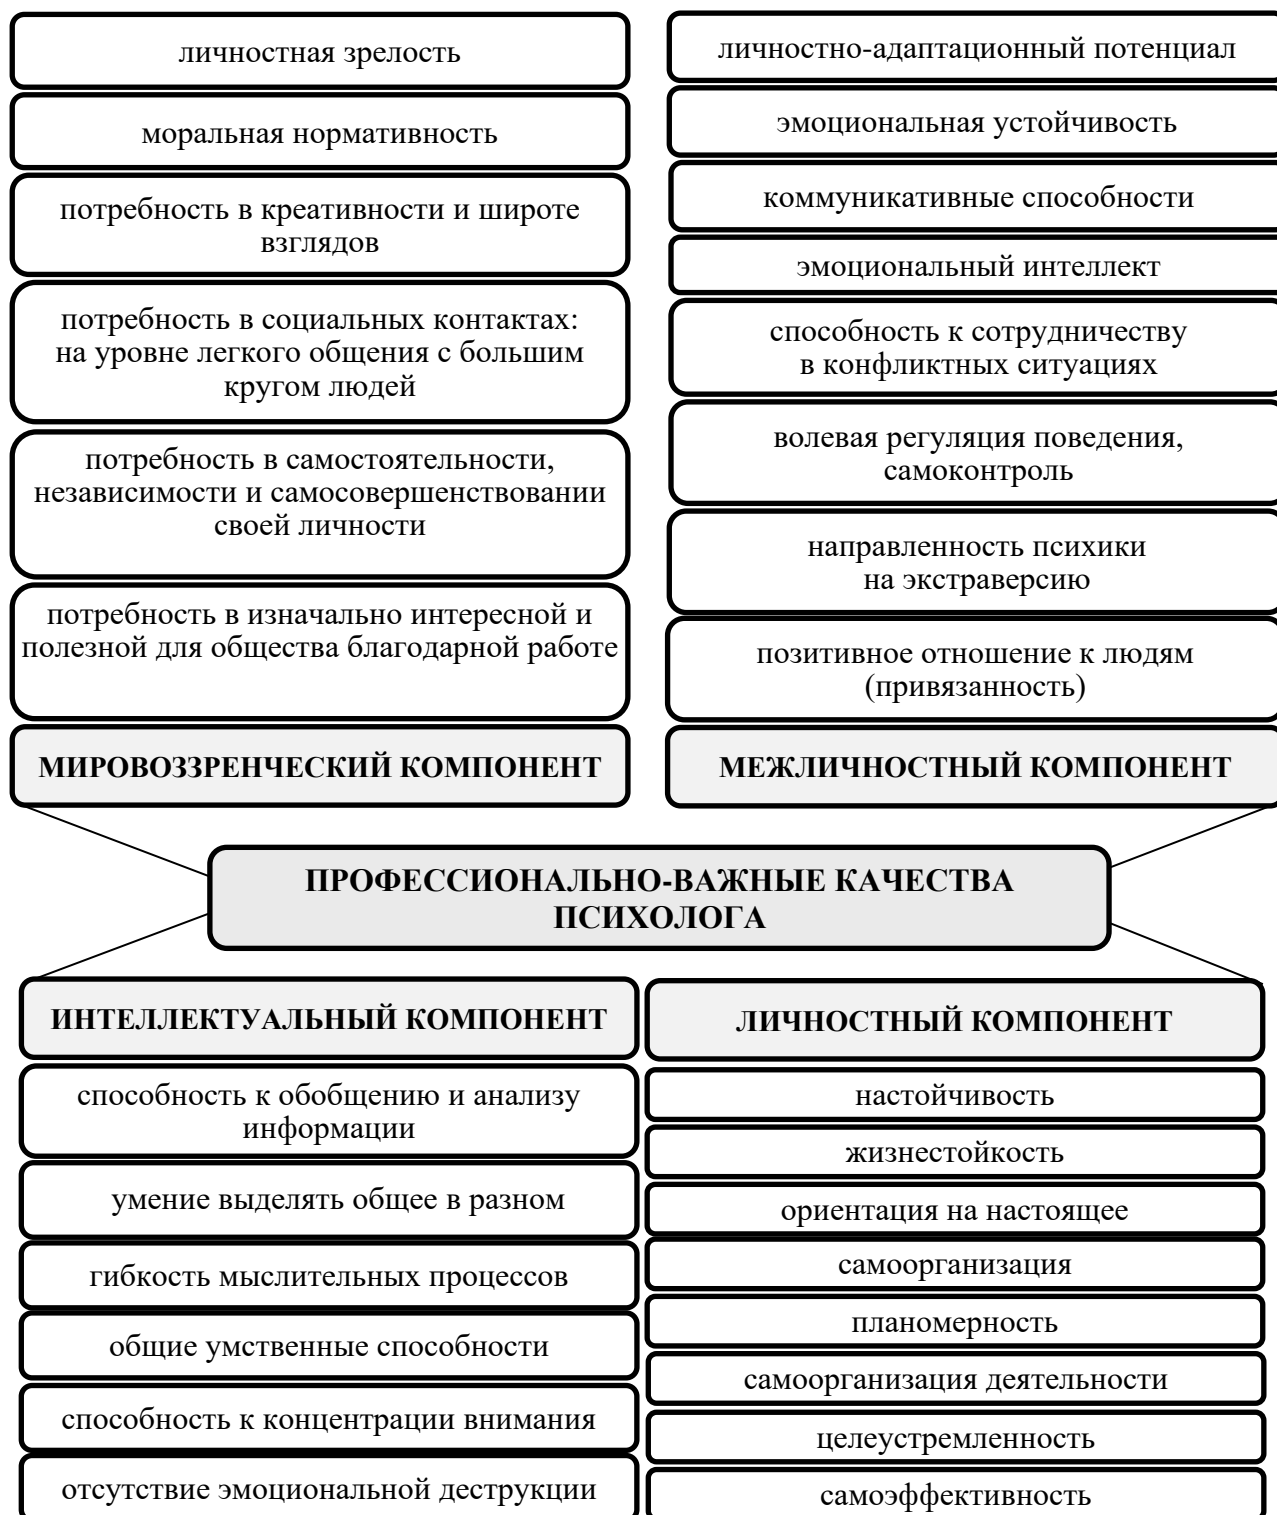 личностная зрелость
моральная нормативность
потребность в креативности и широте
взглядов
потребность в социальных контактах:
на уровне легкого общения с большим
кругом людей
потребность в самостоятельности,
независимости и самосовершенствовании
своей личности
потребность в изначально интересной и
полезной для общества благодарной работе
МИРОВОЗЗРЕНЧЕСКИЙ КОМПОНЕНТ
личностно-адаптационный потенциал
эмоциональная устойчивость
коммуникативные способности
эмоциональный интеллект
способность к сотрудничеству
в конфликтных ситуациях
волевая регуляция поведения,
самоконтроль
направленность психики
на экстраверсию
позитивное отношение к людям
(привязанность)
МЕЖЛИЧНОСТНЫЙ КОМПОНЕНТ
ПРОФЕССИОНАЛЬНО-ВАЖНЫЕ КАЧЕСТВА
ПСИХОЛОГА
ИНТЕЛЛЕКТУАЛЬНЫЙ КОМПОНЕНТ
способность к обобщению и анализу
информации
умение выделять общее в разном
гибкость мыслительных процессов
общие умственные способности
способность к концентрации внимания
отсутствие эмоциональной деструкции
ЛИЧНОСТНЫЙ КОМПОНЕНТ
настойчивость
жизнестойкость
ориентация на настоящее
самоорганизация
планомерность
самоорганизация деятельности
целеустремленность
самоэффективность